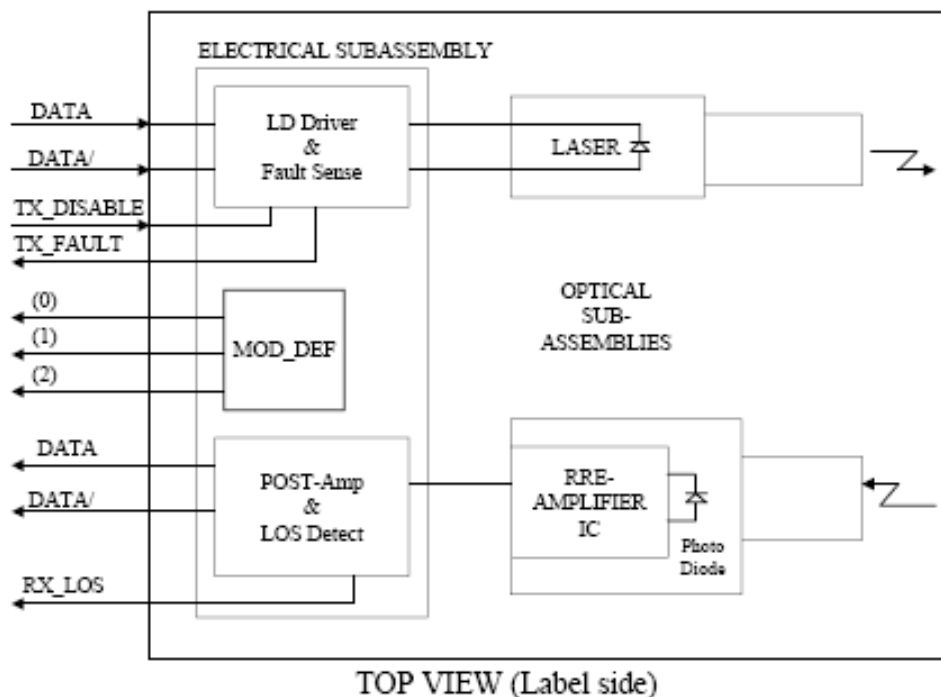 ELECTRICAL SUBASSEMBLY
DATA
DATA/
TX_DISABLE
TX_FAULT
LD Driver
&
Fault Sense
LASER
(0)
(1)
(2)
MOD_DEF
OPTICAL
SUB-
ASSEMBLIES
DATA
DATA/
RX_LOS
POST-Amp
&
LOS Detect
RRE-
AMPLIFIER
IC
Photo
Diode
TOP VIEW (Label side)